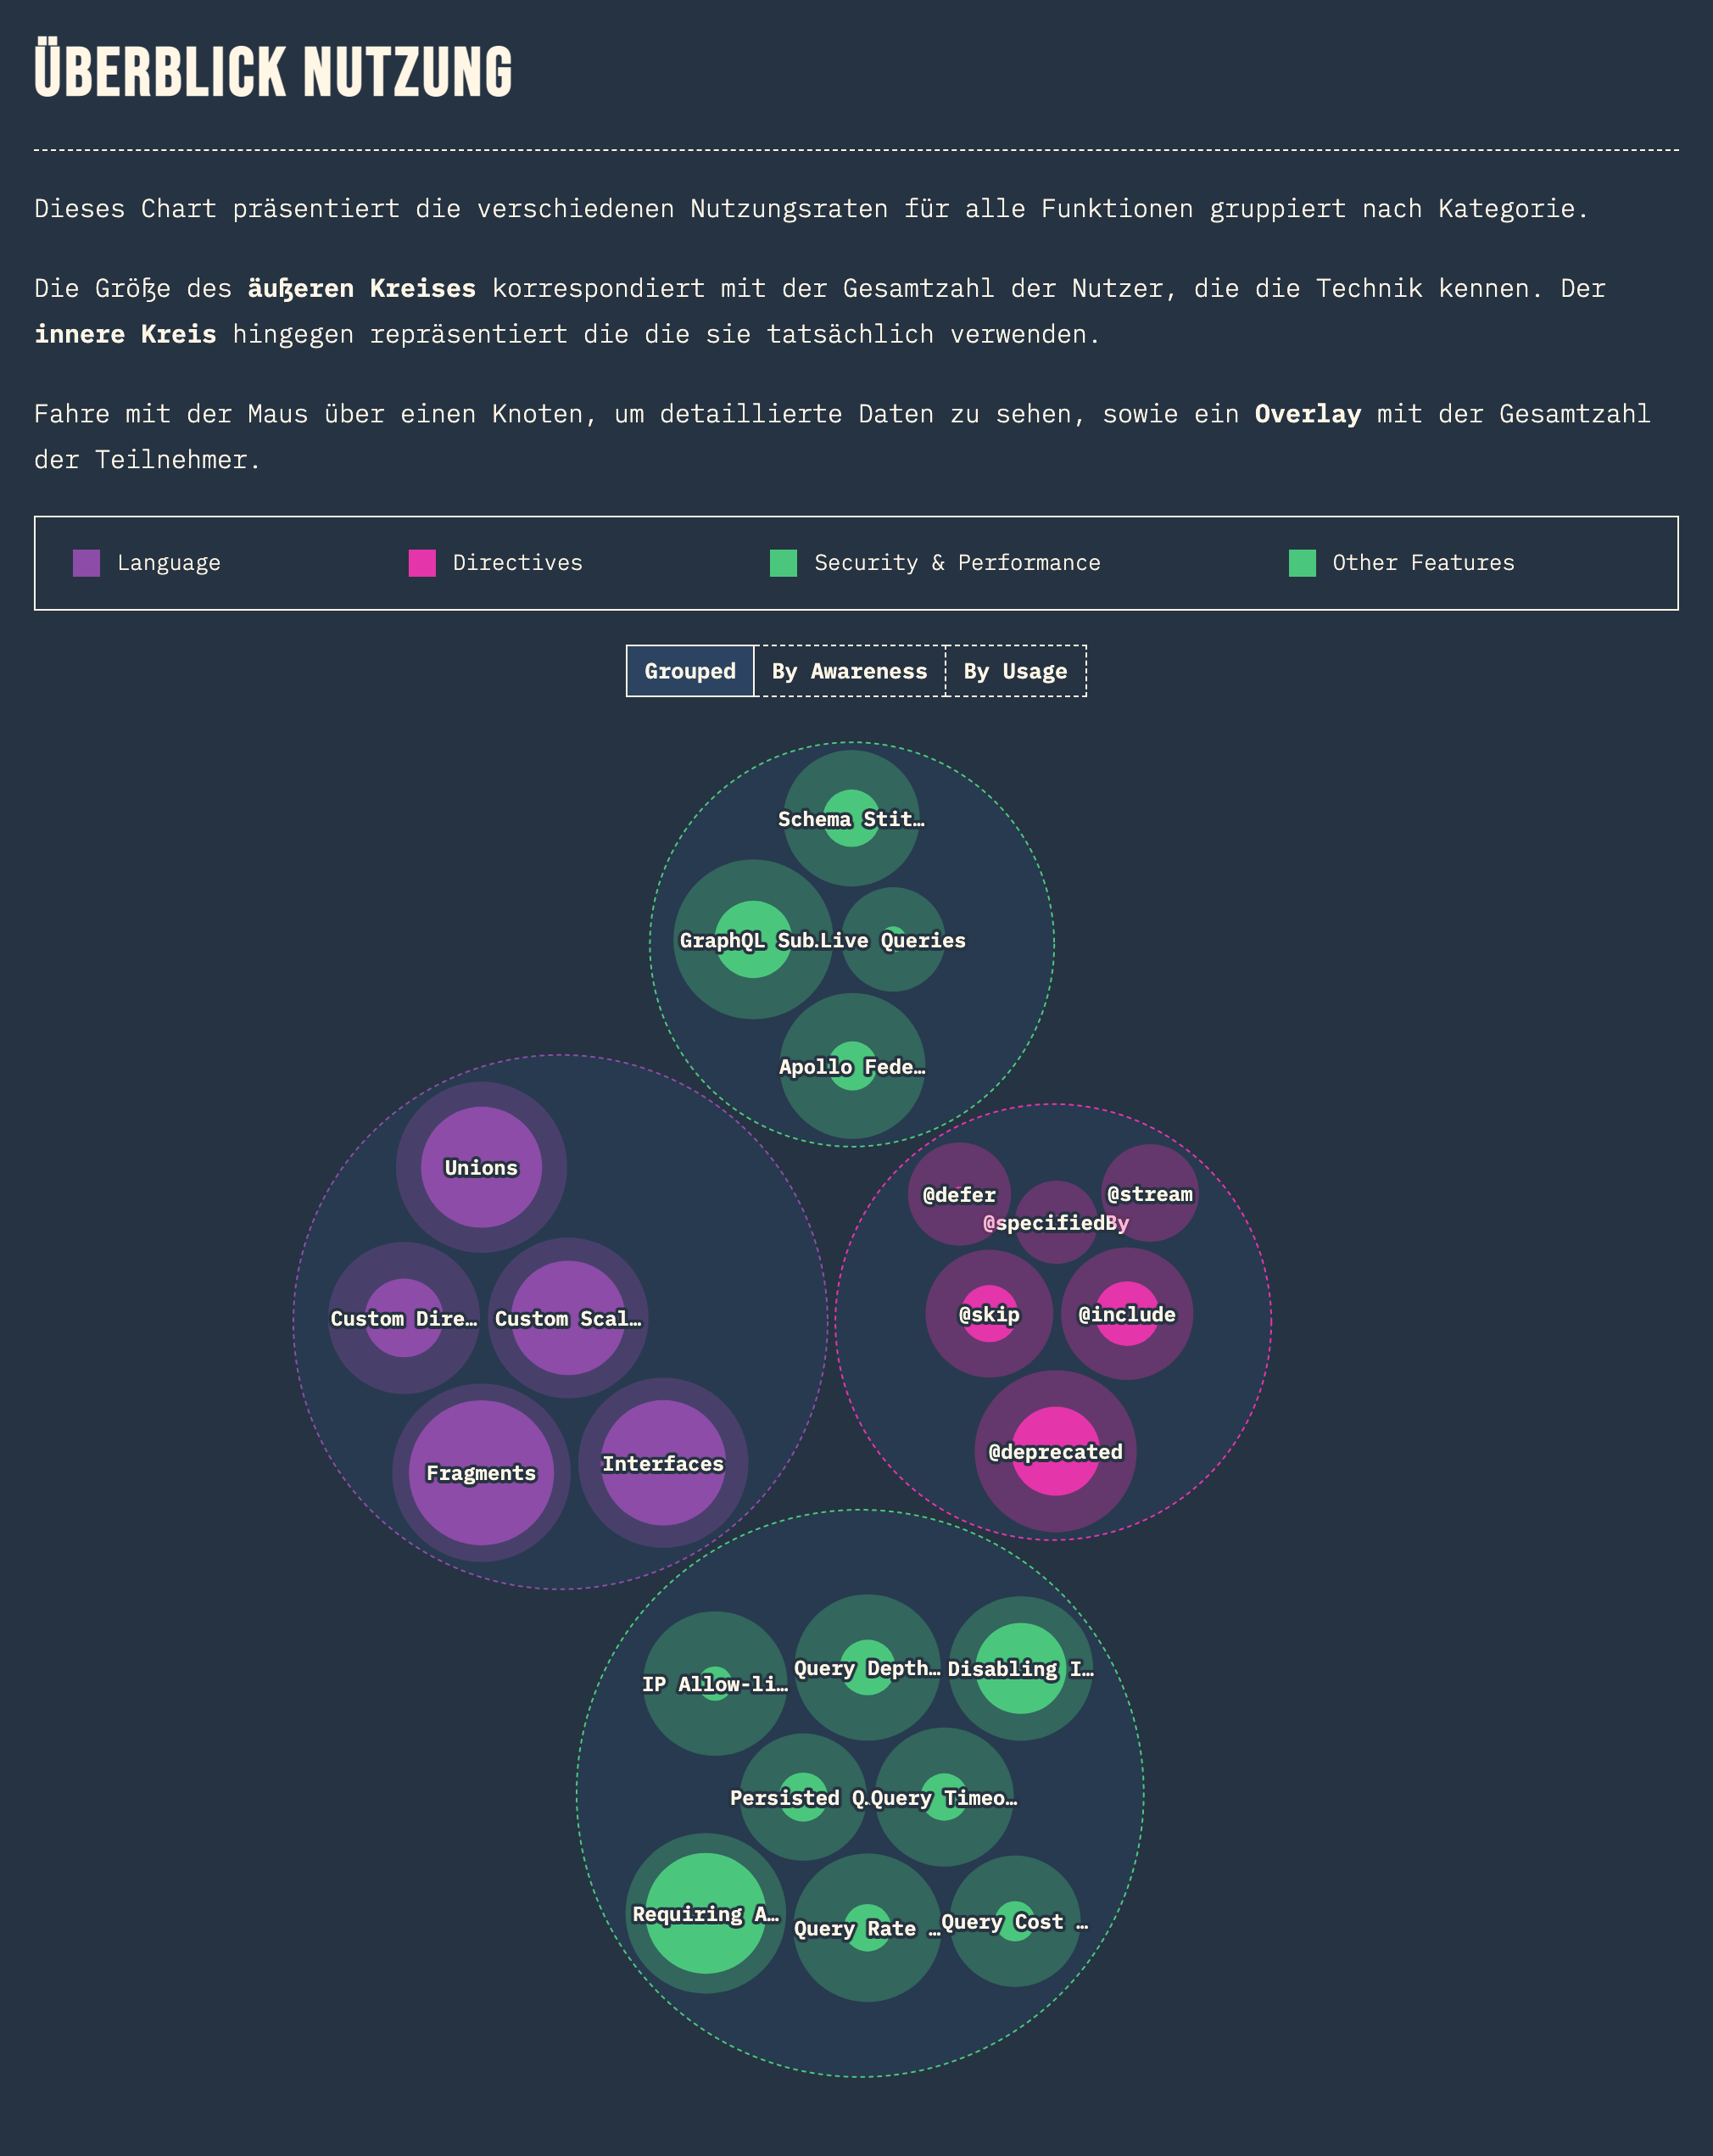 ÜBERBLICK NUTZUNG
Dieses Chart präsentiert die verschiedenen Nutzungsraten für alle Funktionen gruppiert nach Kategorie.
Die Größe des äußeren Kreises korrespondiert mit der Gesamtzahl der Nutzer, die die Technik kennen. Der
innere Kreis hingegen repräsentiert die die sie tatsächlich verwenden.
Fahre mit der Maus über einen Knoten, um detaillierte Daten zu sehen, sowie ein Overlay mit der Gesamtzahl
der Teilnehmer.
Language
Directives
Security & Performance
Other Features
Grouped
By Awareness
By Usage
Schema Stit…
GraphQL Sub.
Live Queries
Apollo Fede…
Unions
@defer
@stream
@specifiedBy
Custom Dire…
Custom Scal…
@skip
@include
Fragments
Interfaces
@deprecated
IP Allow-li…
Query Depth…
Disabling I…
Persisted Q.
Query Timeo…
Requiring A…
Query Rate …
Query Cost …